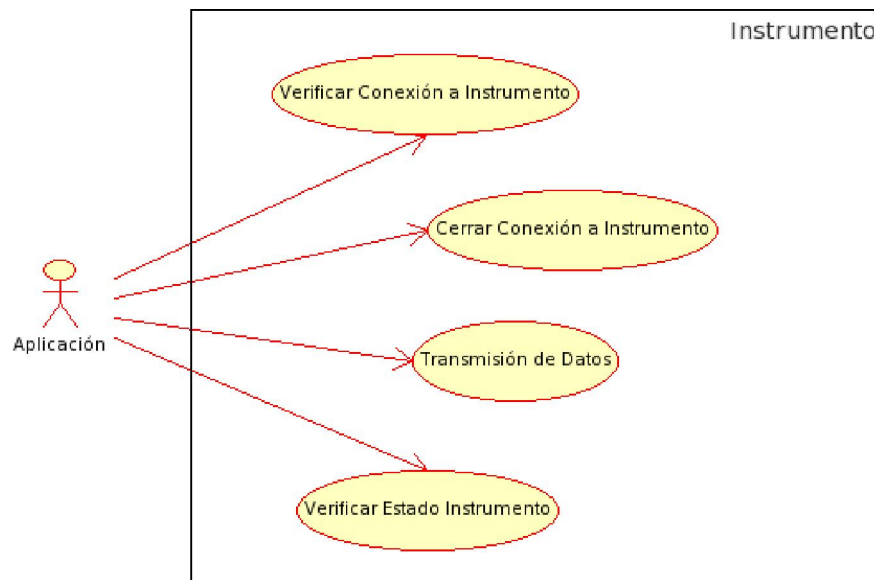 Instrumento
Verificar Conexión a Instrumento
Cerrar Conexión a Instrumento
Aplicación
Transmisión de Datos
Verificar Estado Instrumento